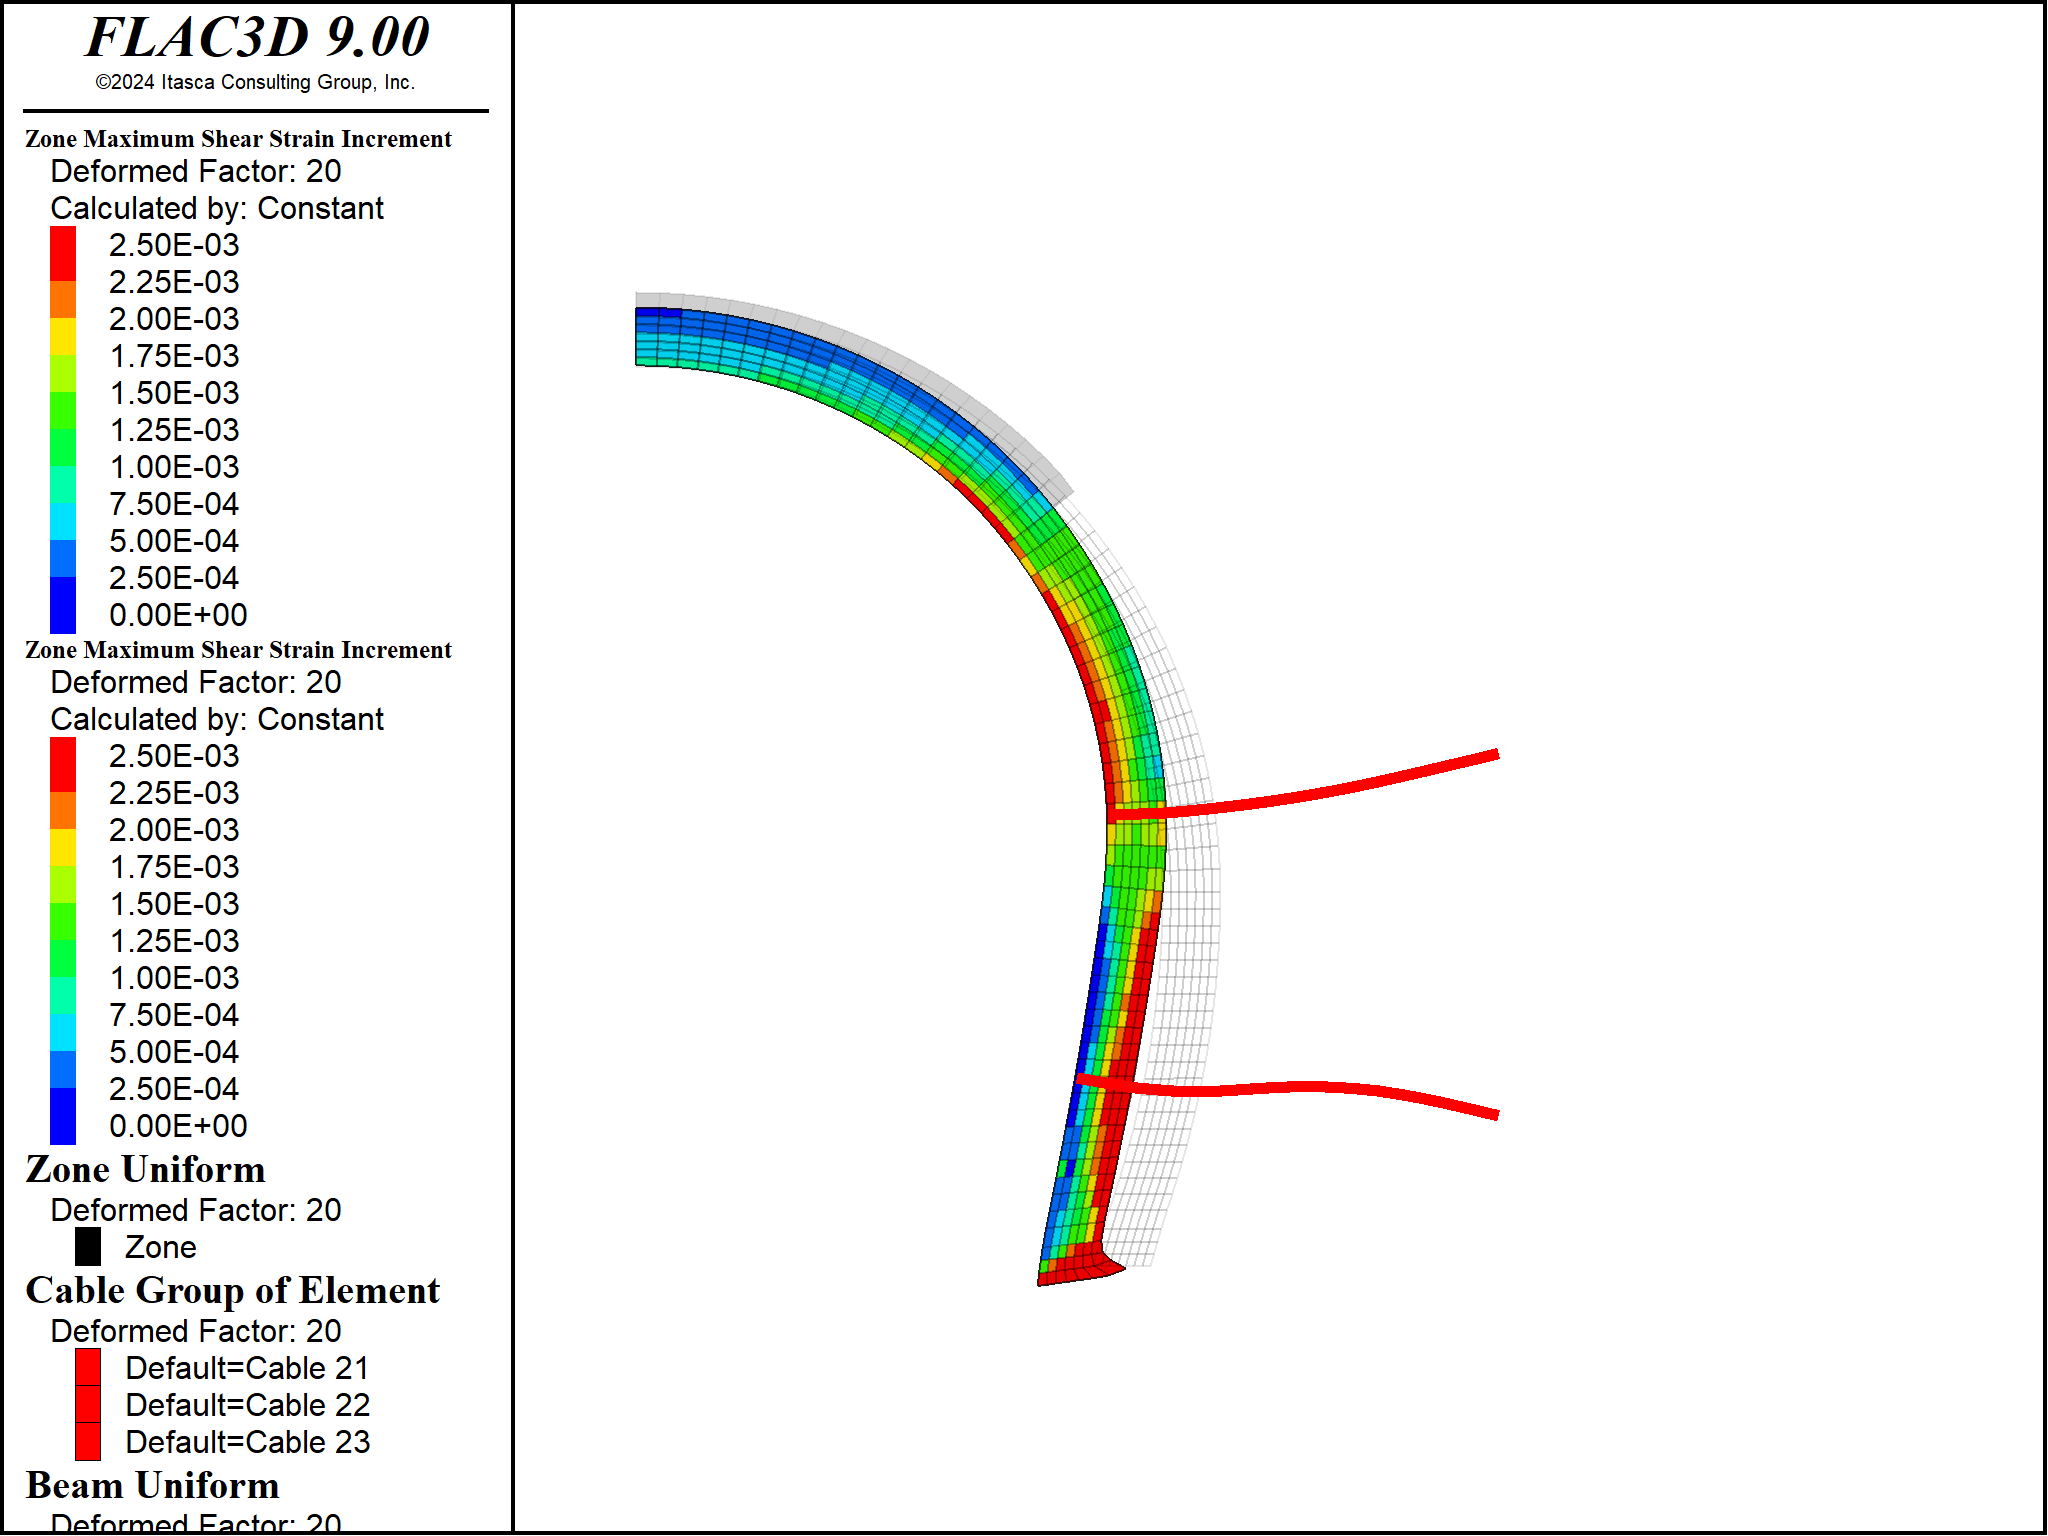 FLAC3D 9.00
©2024 Itasca Consulting Group, Inc.
Zone Maximum Shear Strain Increment
Deformed Factor: 20
Calculated by: Constant
2.50E-03
2.25E-03
2.00E-03
1.75E-03
1.50E-03
1.25E-03
1.00E-03
7.50E-04
5.00E-04
2.50E-04
0.00E+00
Zone Maximum Shear Strain Increment
Deformed Factor: 20
Calculated by: Constant
2.50E-03
2.25E-03
2.00E-03
1.75E-03
1.50E-03
1.25E-03
1.00E-03
7.50E-04
5.00E-04
2.50E-04
0.00E+00
Zone Uniform
Deformed Factor: 20
Zone
Cable Group of Element
Deformed Factor: 20
Default=Cable 21
Default=Cable 22
Default=Cable 23
Beam Uniform
Deformed Factor: 20